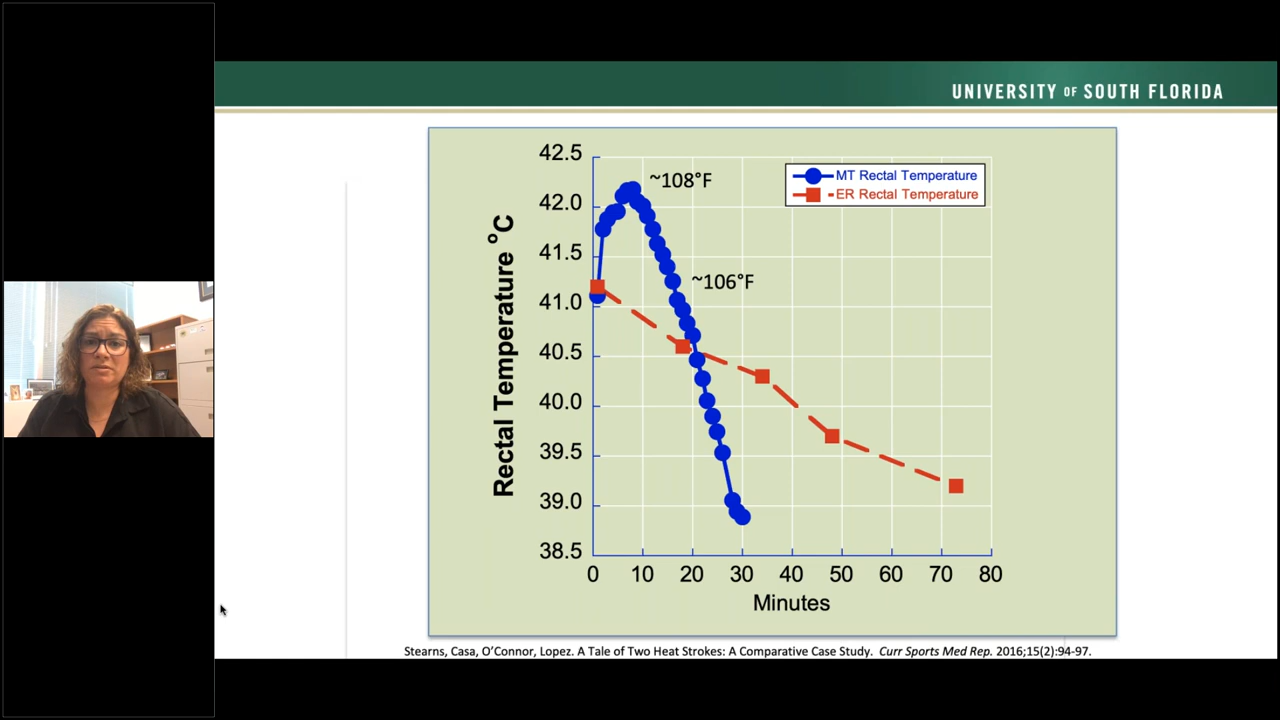 UNIVERSITY OF SOUTH FLORIDA
42.5
42.0
41.5
41.0
40.5
40.0
39.5
39.0
38.5
Rectal Temperature °C
~108°F
~106°F
MT Rectal Temperature
ER Rectal Temperature
0 10 20 30 40 50 60 70 80
Minutes
Stearns, Casa, O’Connor, Lopez. A Tale of Two Heat Strokes: A Comparative Case Study. Curr Sports Med Rep. 2016;15(2):94-97.